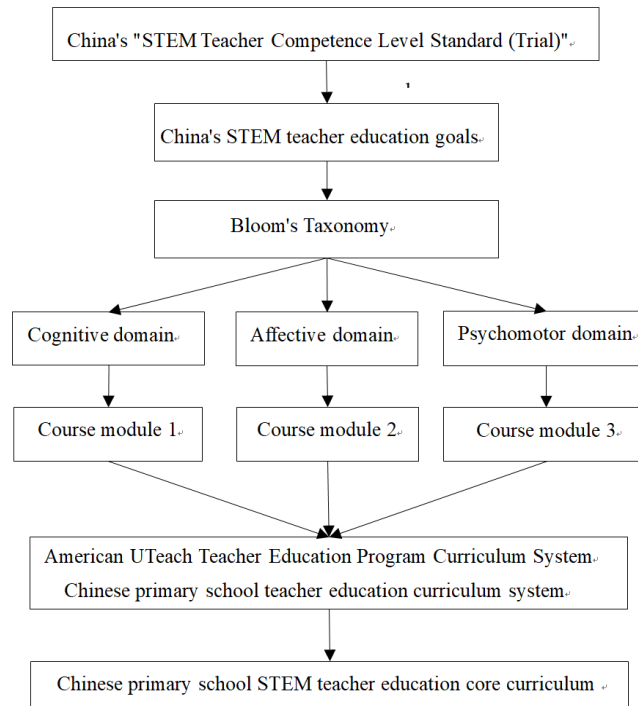 China's "STEM Teacher Competence Level Standard (Trial)"
China's STEM teacher education goals
Bloom's Taxonomy
Cognitive domain
Affective domain
Psychomotor domain
Course module 1
Course module 2
Course module 3
American UTeach Teacher Education Program Curriculum System
Chinese primary school teacher education curriculum system
Chinese primary school STEM teacher education core curriculum